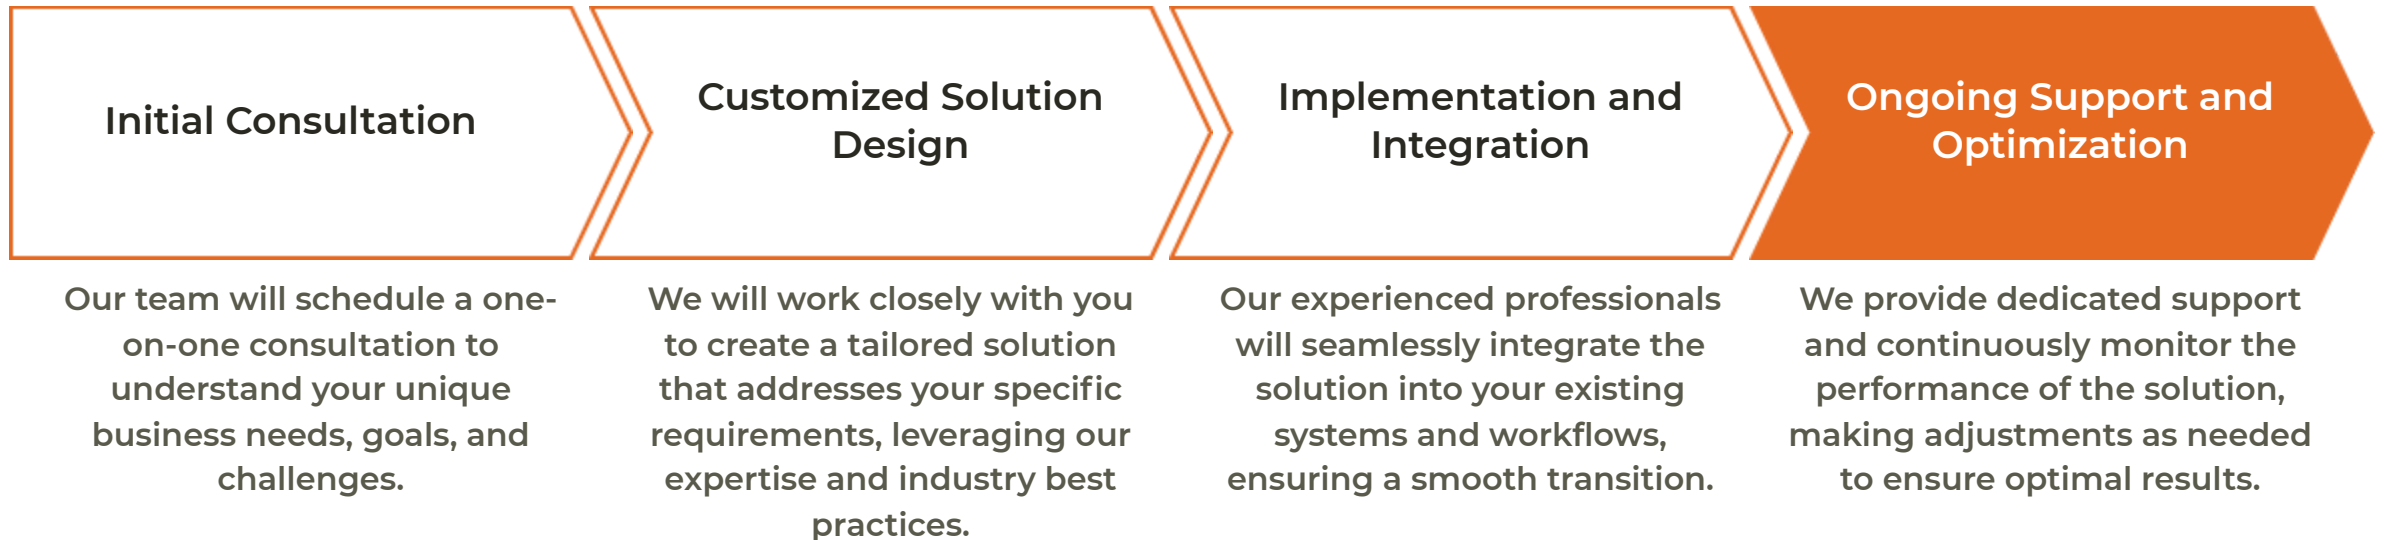 Initial Consultation
Our team will schedule a one-
on-one consultation to
understand your unique
business needs, goals, and
challenges.
Customized Solution
Design
We will work closely with you
to create a tailored solution
that addresses your specific
requirements, leveraging our
expertise and industry best
practices.
Implementation and
Integration
Our experienced professionals
will seamlessly integrate the
solution into your existing
systems and workflows,
ensuring a smooth transition.
Ongoing Support and
Optimization
We provide dedicated support
and continuously monitor the
performance of the solution,
making adjustments as needed
to ensure optimal results.